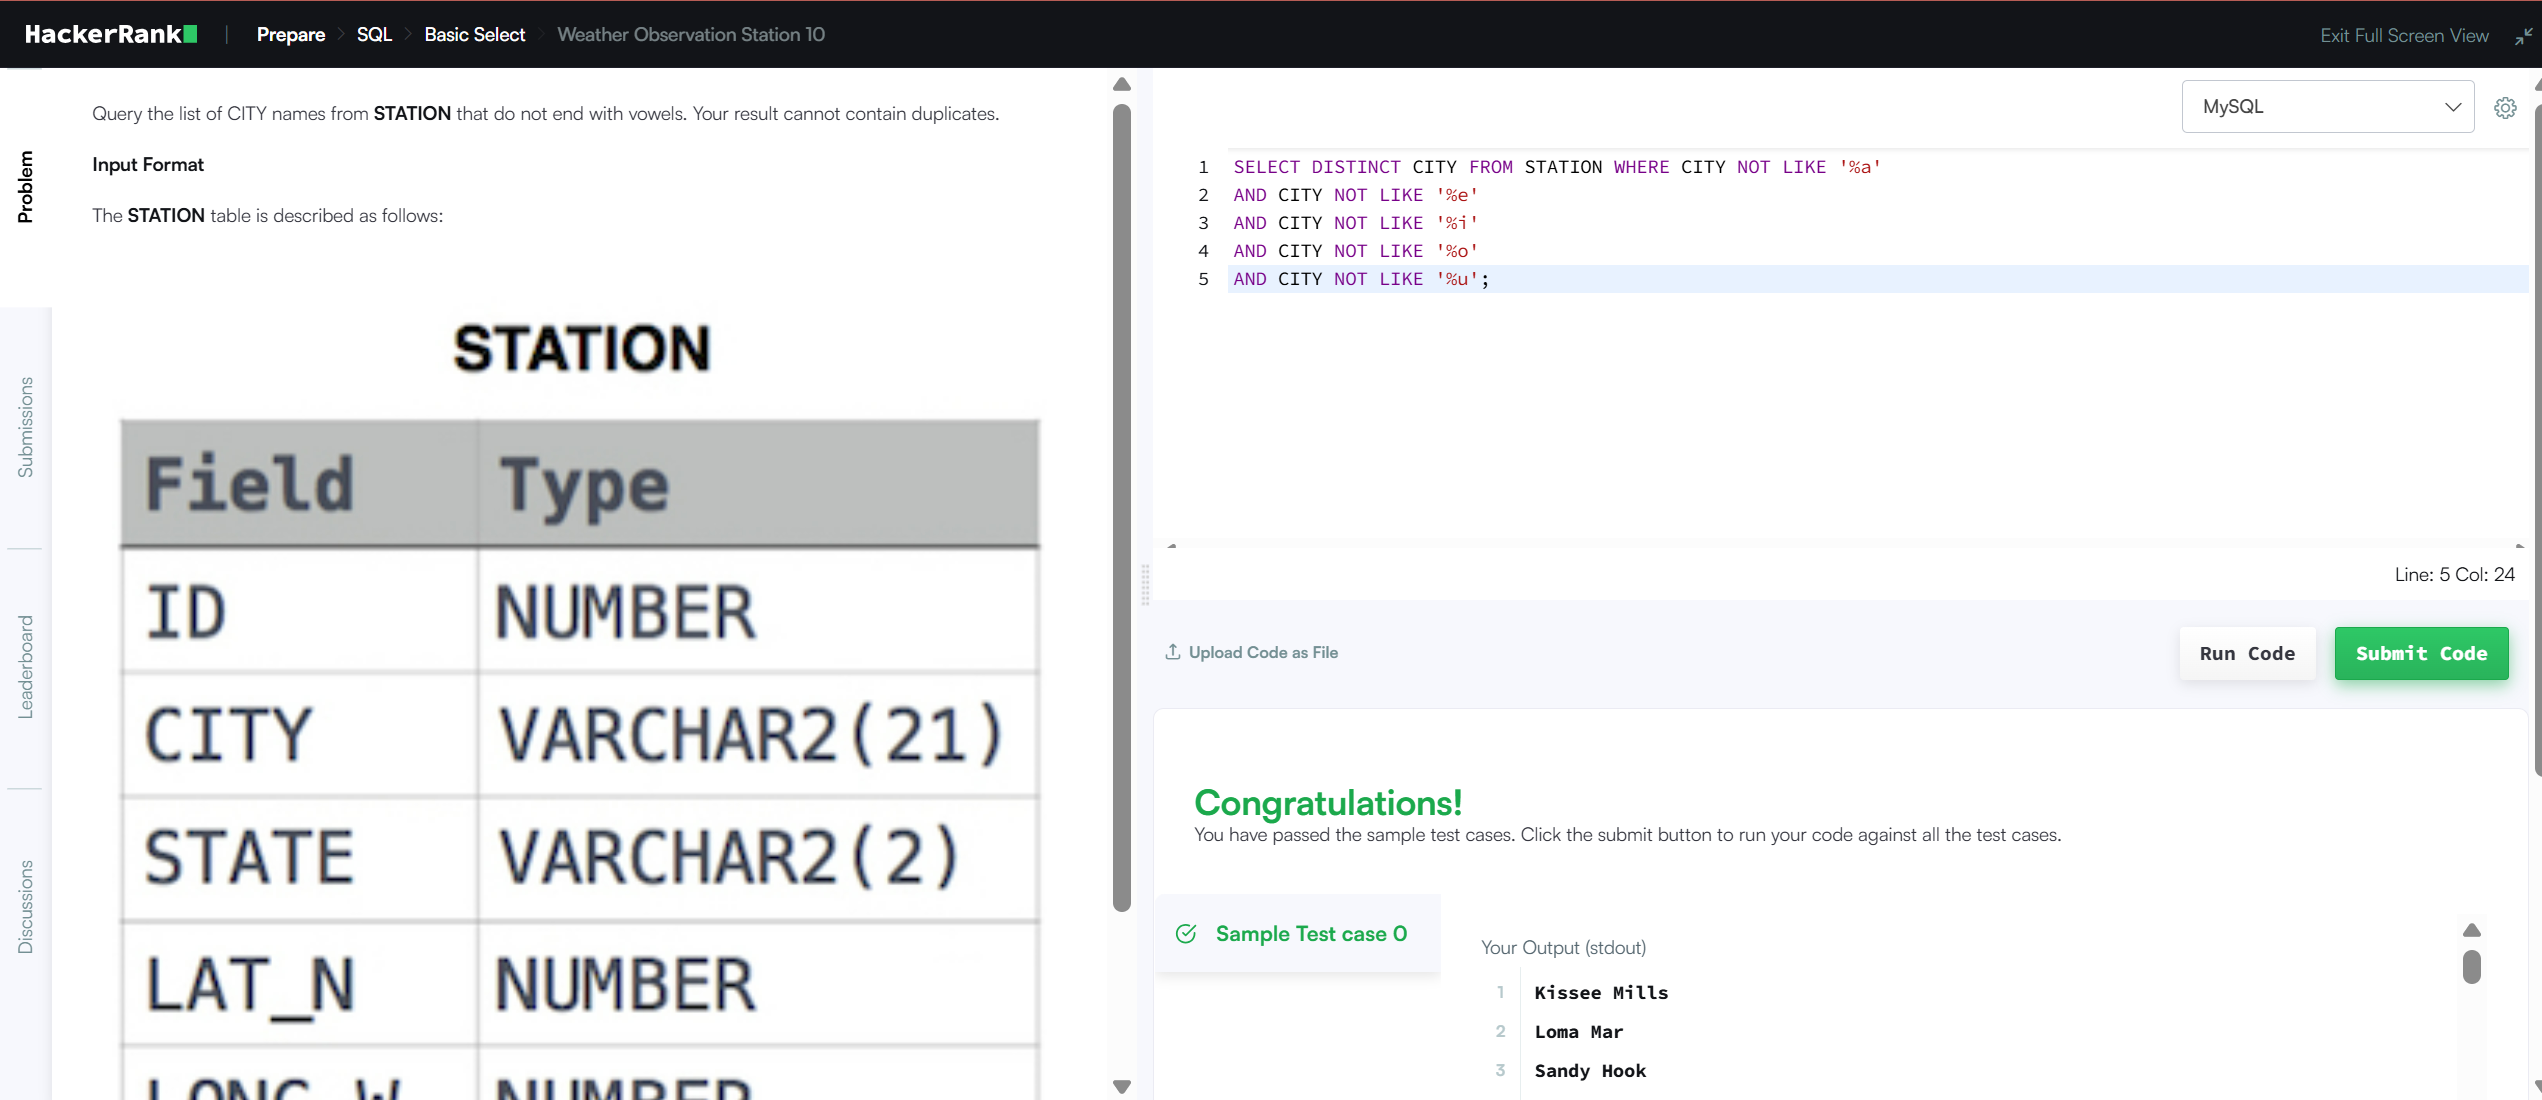 HackerRank | Prepare > SQL > Basic Select > Weather Observation Station 10
Exit Full Screen View
Problem
Submissions
Leaderboard
Discussions
Query the list of CITY names from STATION that do not end with vowels. Your result cannot contain duplicates.
Input Format
The STATION table is described as follows:
STATION
Field Type
ID NUMBER
CITY VARCHAR2(21)
STATE VARCHAR2(2)
LAT_N NUMBER
LONG_W NUMBER
MySQL
1 SELECT DISTINCT CITY FROM STATION WHERE CITY NOT LIKE '%a'
2 AND CITY NOT LIKE '%e'
3 AND CITY NOT LIKE '%i'
4 AND CITY NOT LIKE '%o'
5 AND CITY NOT LIKE '%u';
Line: 5 Col: 24
Upload Code as File
Run Code
Submit Code
Congratulations!
You have passed the sample test cases. Click the submit button to run your code against all the test cases.
Sample Test case 0
Your Output (stdout)
1 Kissee Mills
2 Loma Mar
3 Sandy Hook